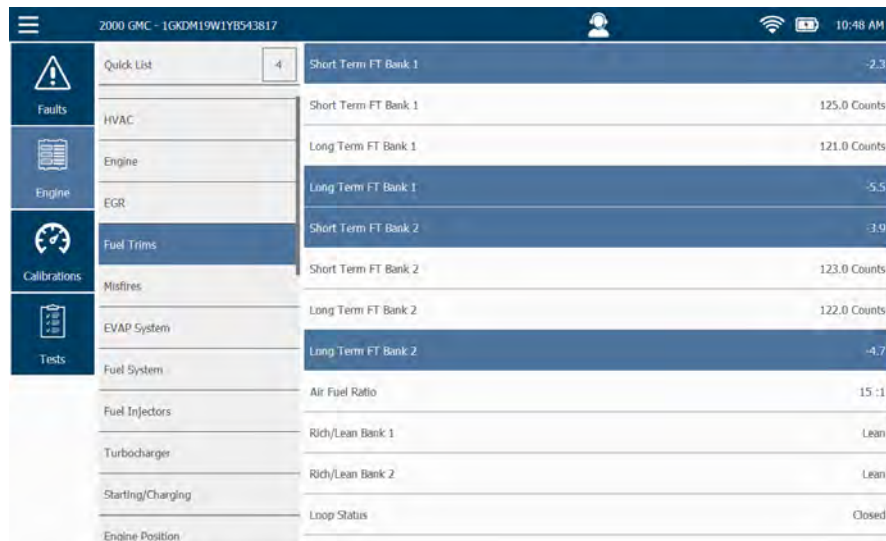 2000 GMC - 1GKDM19W1YB543817
10:48 AM
Faults
Engine
Calibrations
Tests
Quick List 4
HVAC
Engine
EGR
Fuel Trims
Misfires
EVAP System
Fuel System
Fuel Injectors
Turbocharger
Starting/Charging
Engine Position
Short Term FT Bank 1 -2.3
Short Term FT Bank 1 125.0 Counts
Long Term FT Bank 1 121.0 Counts
Long Term FT Bank 1 -5.5
Short Term FT Bank 2 -3.9
Short Term FT Bank 2 123.0 Counts
Long Term FT Bank 2 122.0 Counts
Long Term FT Bank 2 -4.7
Air Fuel Ratio 15 :1
Rich/Lean Bank 1 Lean
Rich/Lean Bank 2 Lean
Loop Status Closed